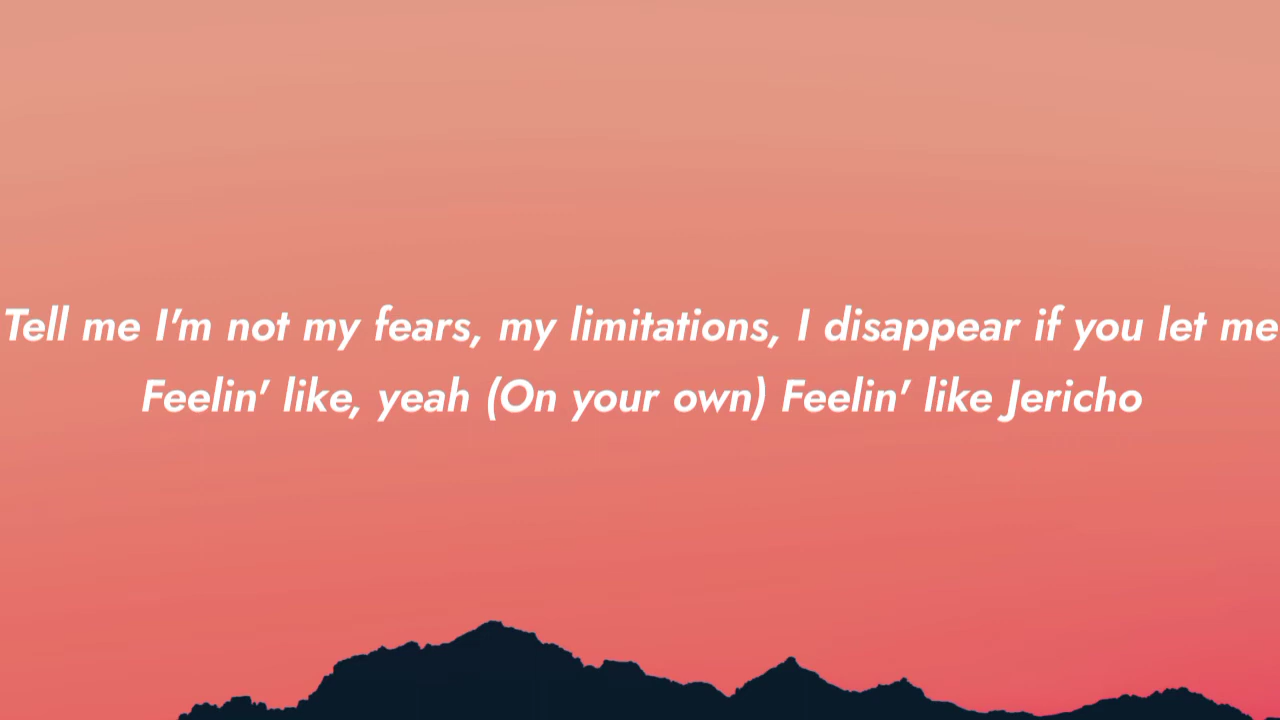 Tell me I'm not my fears, my limitations, I disappear if you let me
Feelin' like, yeah (On your own) Feelin' like Jericho